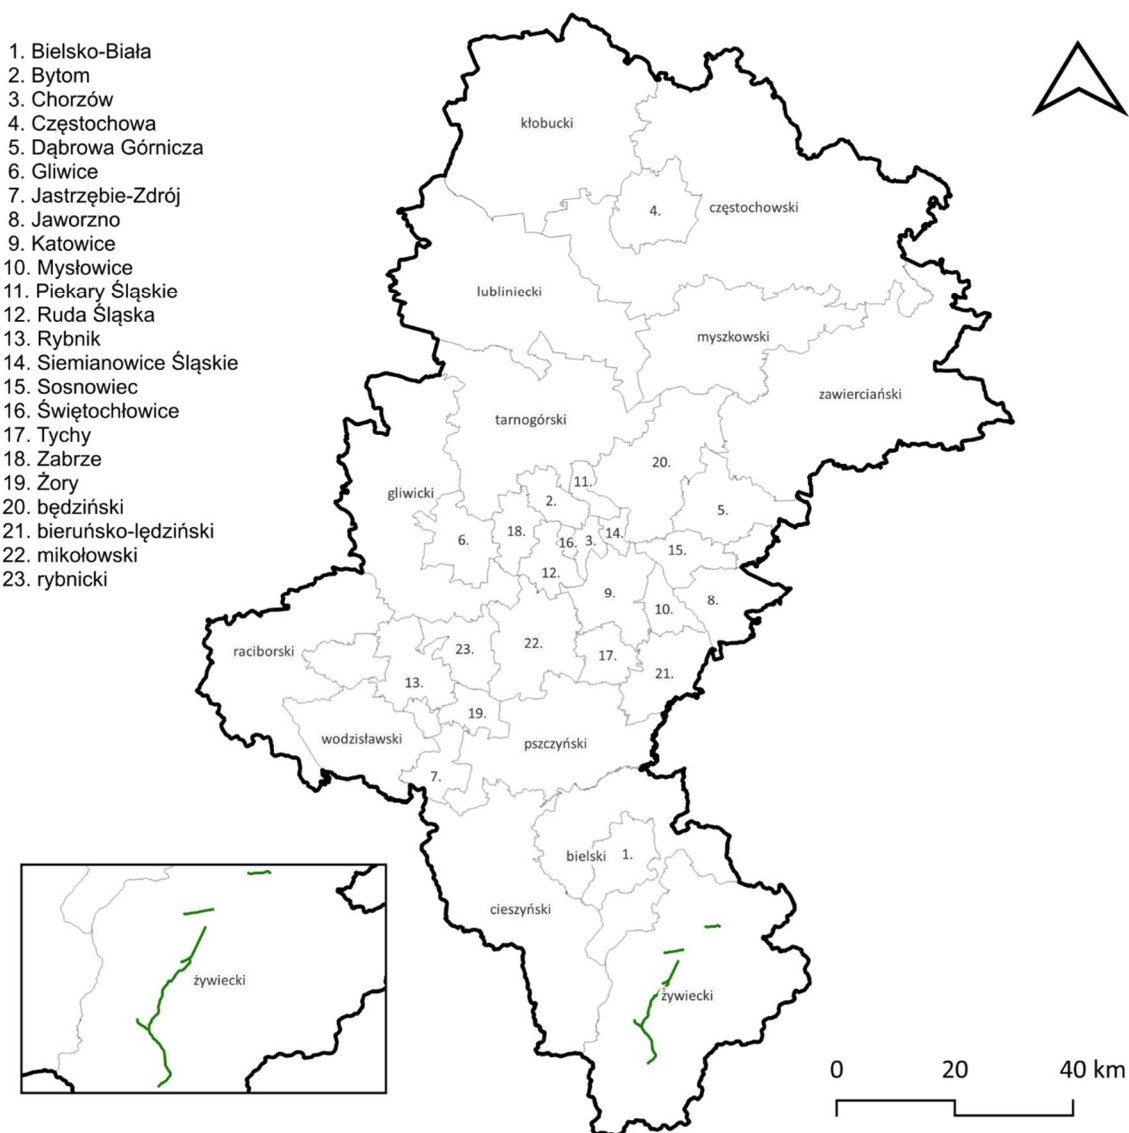 1. Bielsko-Biała
2. Bytom
3. Chorzów
4. Częstochowa
5. Dąbrowa Górnicza
6. Gliwice
7. Jastrzębie-Zdrój
8. Jaworzno
9. Katowice
10. Mysłowice
11. Piekary Śląskie
12. Ruda Śląska
13. Rybnik
14. Siemianowice Śląskie
15. Sosnowiec
16. Świętochłowice
17. Tychy
18. Zabrze
19. Żory
20. będziński
21. bieruńsko-lędziński
22. mikołowski
23. rybnicki
kłobucki
4.
częstochowski
lubliniecki
myszkowski
zawierciański
tarnogórski
20.
11.
gliwicki
2.
5.
18.
6.
16.
3.
14.
15.
12.
9.
10.
8.
raciborski
23.
22.
17.
21.
13.
19.
wodzisławski
pszczyński
7.
bielski
1.
cieszyński
żywiecki
żywiecki
0
20
40 km